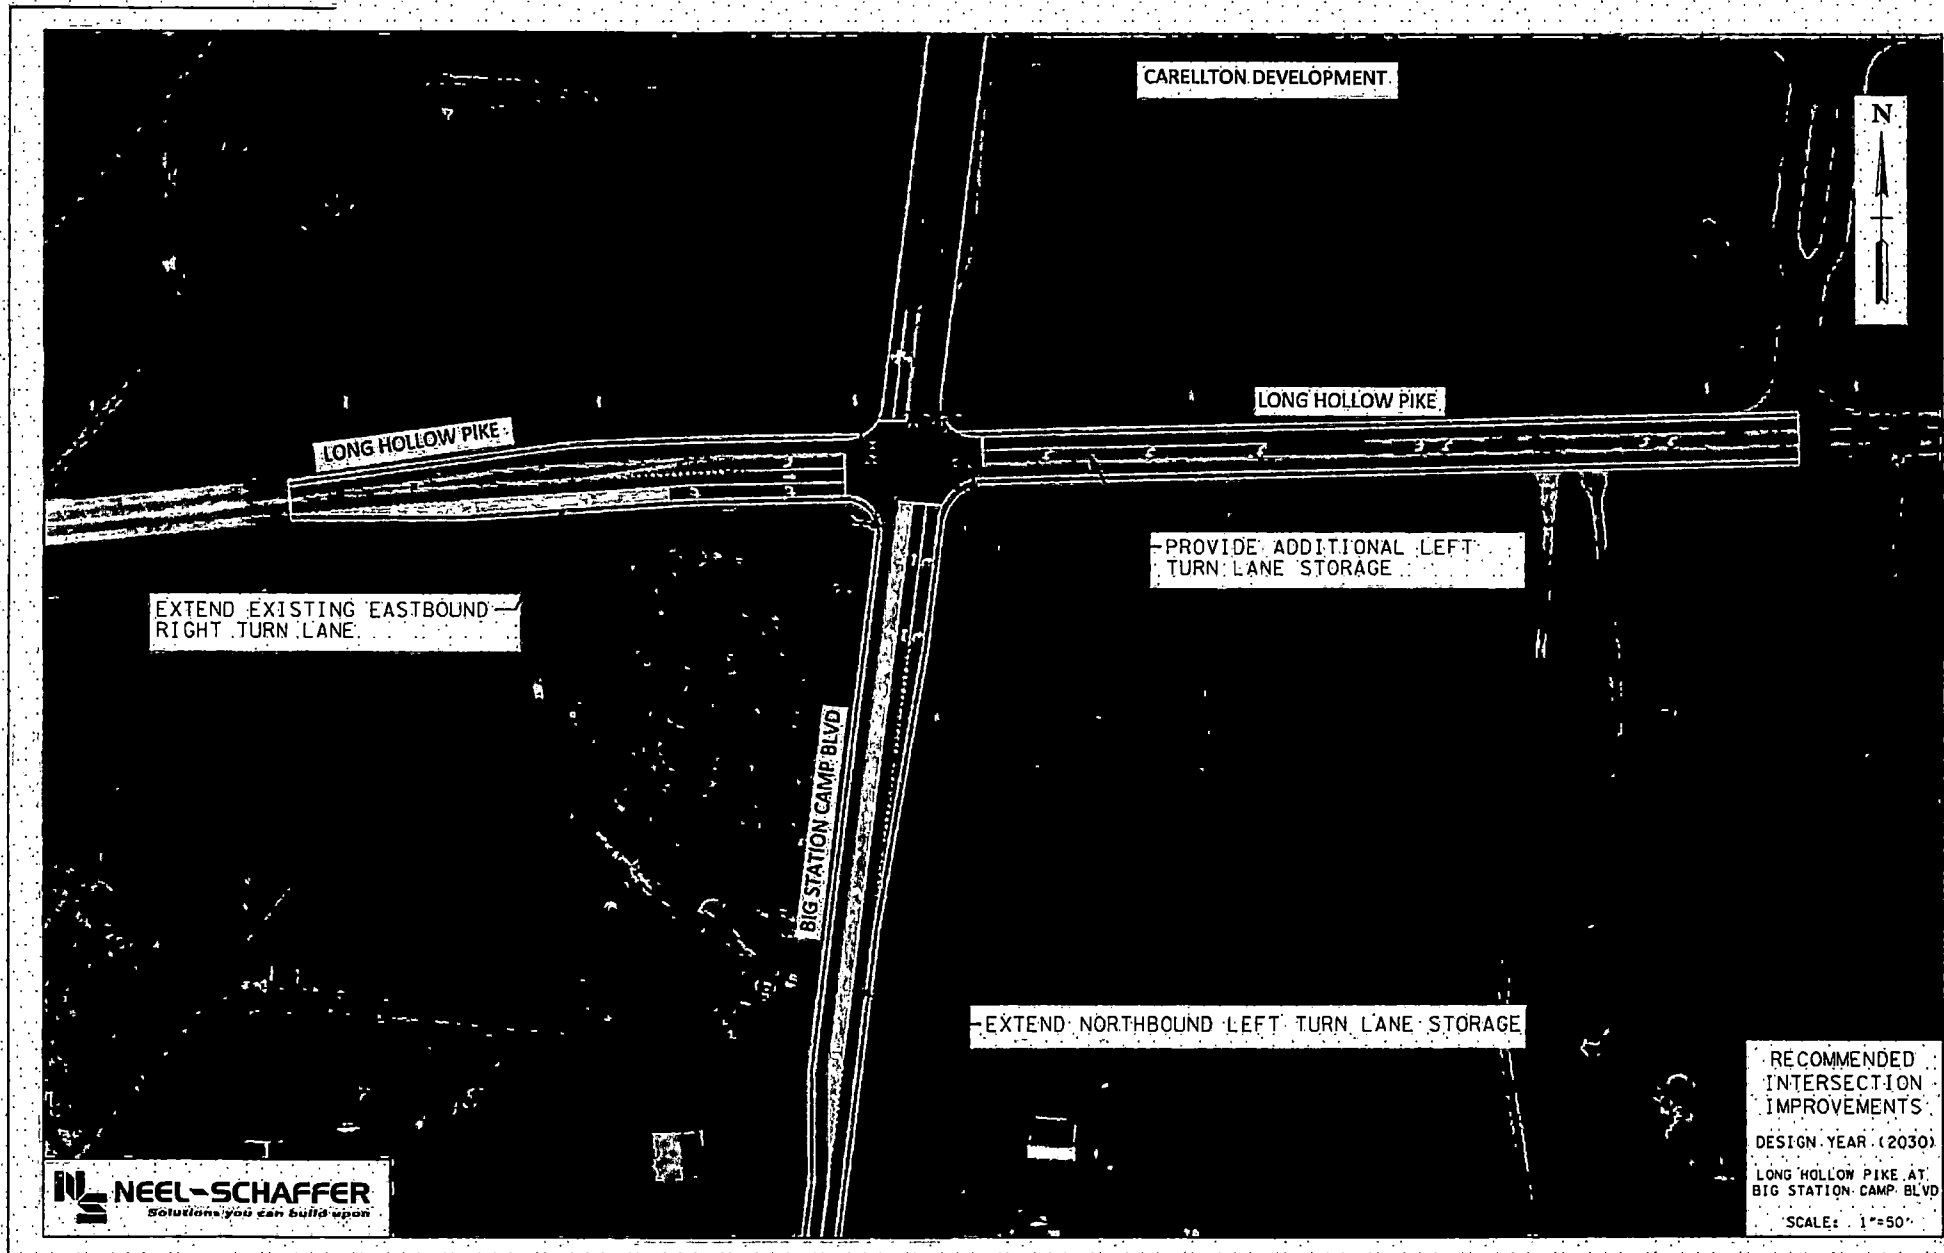 CARELLTON DEVELOPMENT
N
LONG HOLLOW PIKE
LONG HOLLOW PIKE
PROVIDE ADDITIONAL LEFT
TURN LANE STORAGE
EXTEND EXISTING EASTBOUND
RIGHT TURN LANE
BIG STATION CAMP BLVD
EXTEND NORTHBOUND LEFT TURN LANE STORAGE
RECOMMENDED
INTERSECTION
IMPROVEMENTS
DESIGN YEAR (2030)
LONG HOLLOW PIKE AT
BIG STATION CAMP BLVD
SCALE: 1"=50'
NEEL-SCHAFFER
Solutions you can build upon